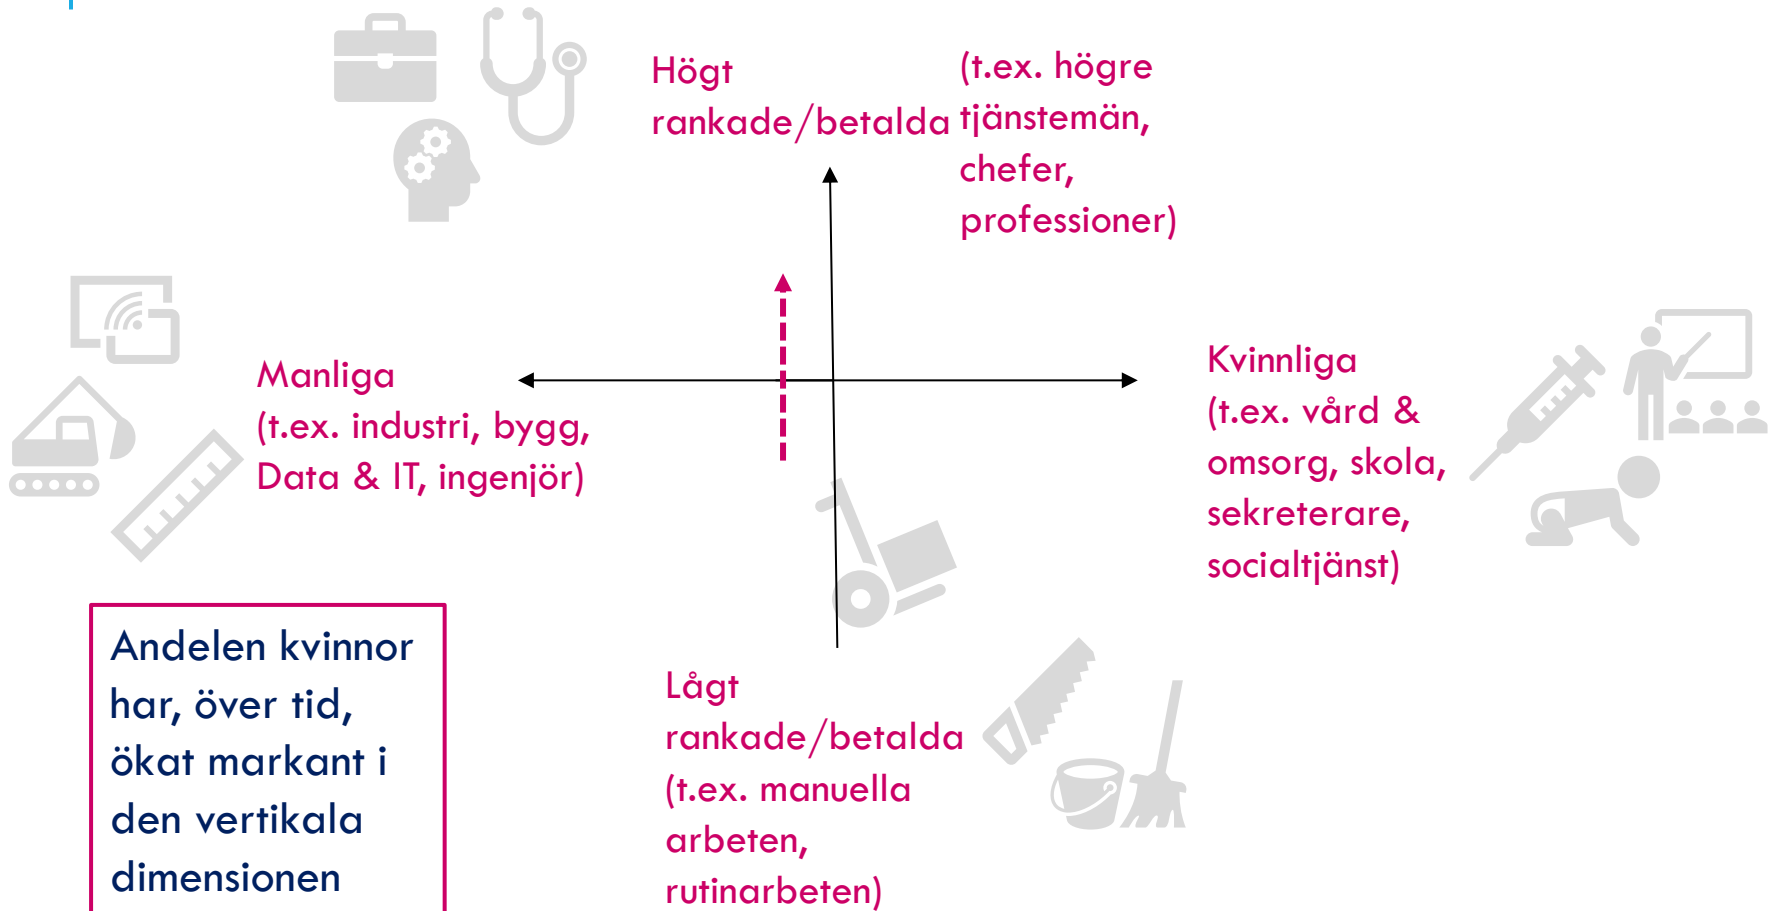 Högt
rankade/betalda
(t.ex. högre
tjänstemän,
chefer,
professioner)
Manliga
(t.ex. industri, bygg,
Data & IT, ingenjör)
Kvinnliga
(t.ex. vård &
omsorg, skola,
sekreterare,
socialtjänst)
Andelen kvinnor
har, över tid,
ökat markant i
den vertikala
dimensionen
Lågt
rankade/betalda
(t.ex. manuella
arbeten,
rutinarbeten)